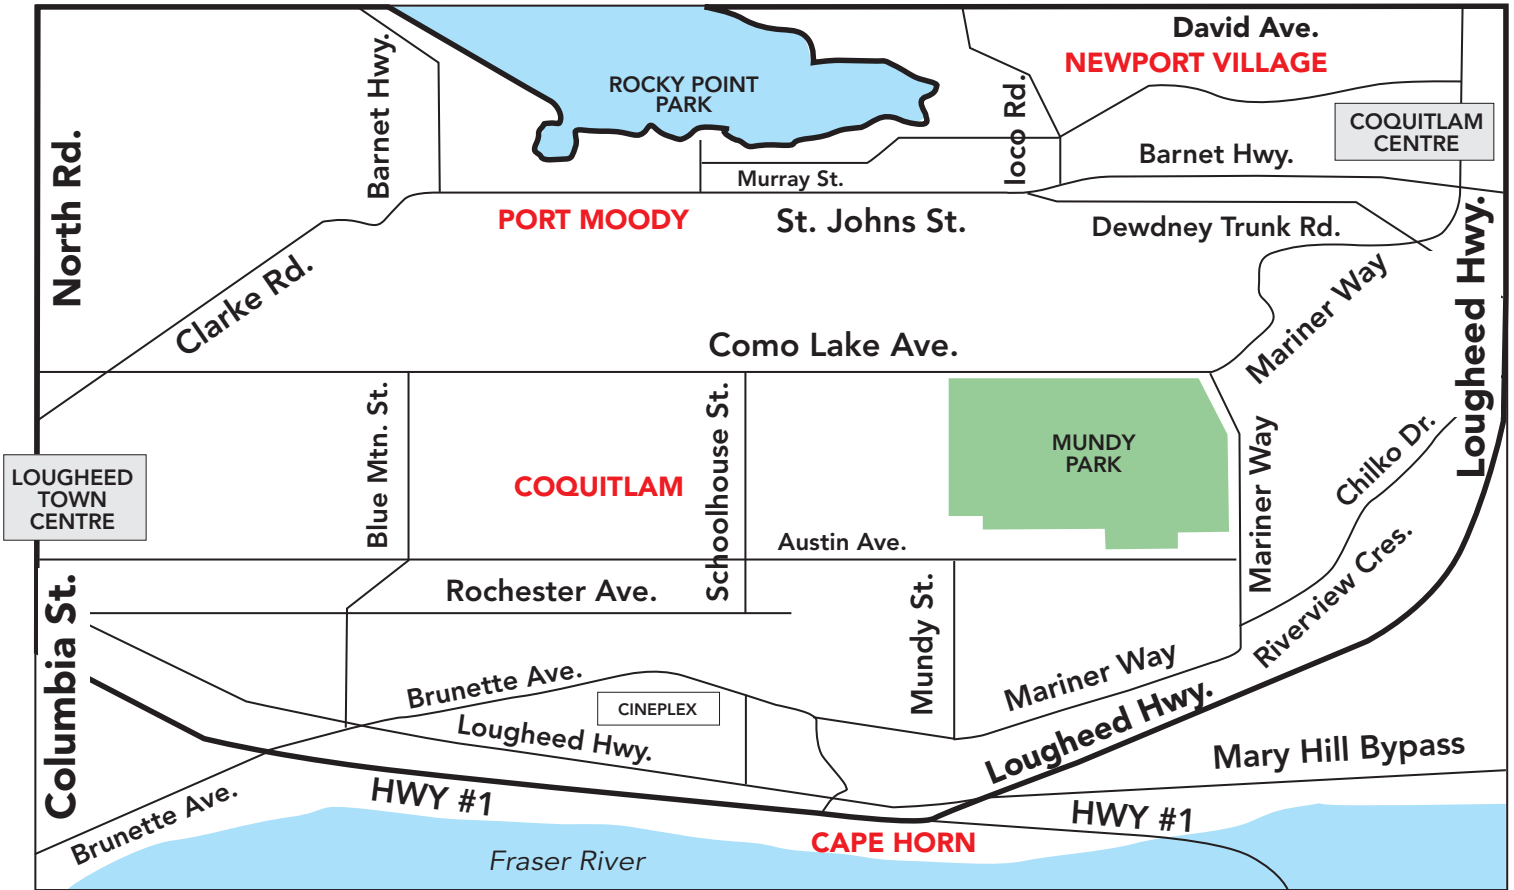 David Ave.
NEWPORT VILLAGE
Barnet Hwy.
ROCKY POINT
PARK
Ioco Rd.
COQUITLAM
CENTRE
North Rd.
Barnet Hwy.
Murray St.
PORT MOODY
St. Johns St.
Dewdney Trunk Rd.
Lougheed Hwy.
Clarke Rd.
Mariner Way
Como Lake Ave.
Blue Mtn. St.
Schoolhouse St.
MUNDY
PARK
Mariner Way
Chilko Dr.
LOUGHEED
TOWN
CENTRE
COQUITLAM
Austin Ave.
Riverview Cres.
Columbia St.
Rochester Ave.
Mundy St.
Mariner Way
Brunette Ave.
CINEPLEX
Lougheed Hwy.
Lougheed Hwy.
Mary Hill Bypass
Brunette Ave.
HWY #1
HWY #1
CAPE HORN
Fraser River